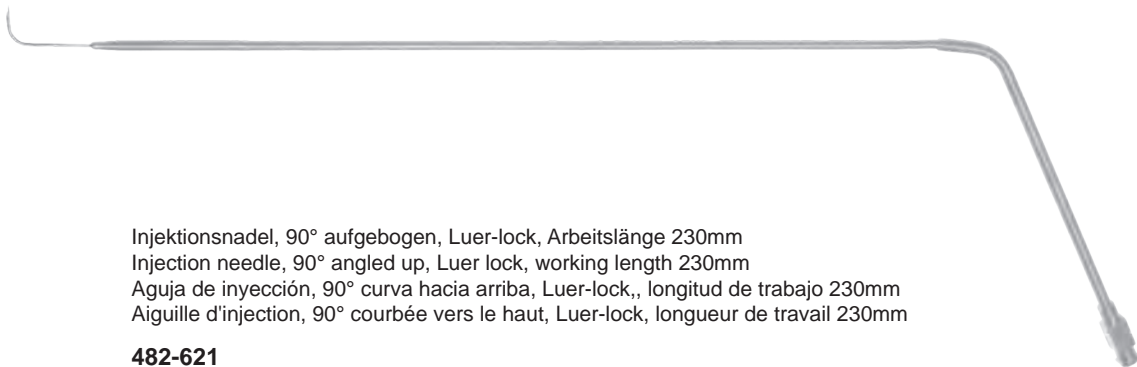 Injektionsnadel, 90° aufgebogen, Luer-lock, Arbeitslänge 230mm
Injection needle, 90° angled up, Luer lock, working length 230mm
Aguja de inyección, 90° curva hacia arriba, Luer-lock,, longitud de trabajo 230mm
Aiguille d'injection, 90° courbée vers le haut, Luer-lock, longueur de travail 230mm
482-621